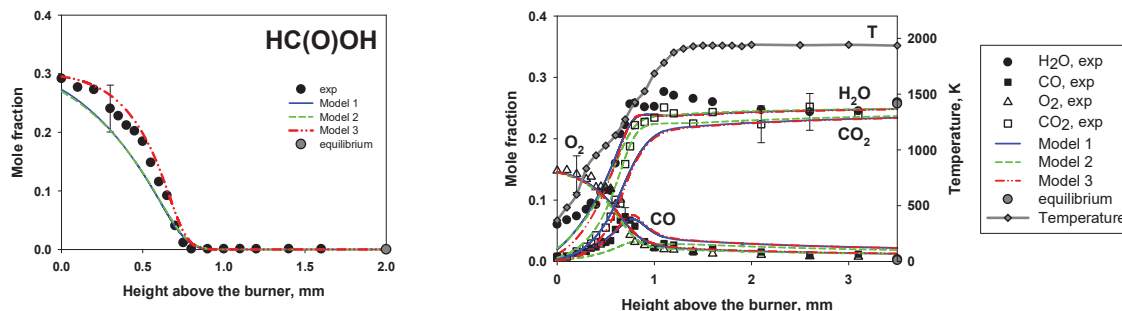 HC(O)OH
Mole fraction
0.4
0.3
0.2
0.1
0.0
exp
Model 1
Model 2
Model 3
equilibrium
0.0 0.5 1.0 1.5 2.0
Height above the burner, mm
Mole fraction
0.4
0.3
0.2
0.1
0.0
T
O2
H2O
CO2
CO
2000
1500
1000
500
0
Temperature, K
0 1 2 3
Height above the burner, mm
H2O, exp
CO, exp
O2, exp
CO2, exp
Model 1
Model 2
Model 3
equilibrium
Temperature